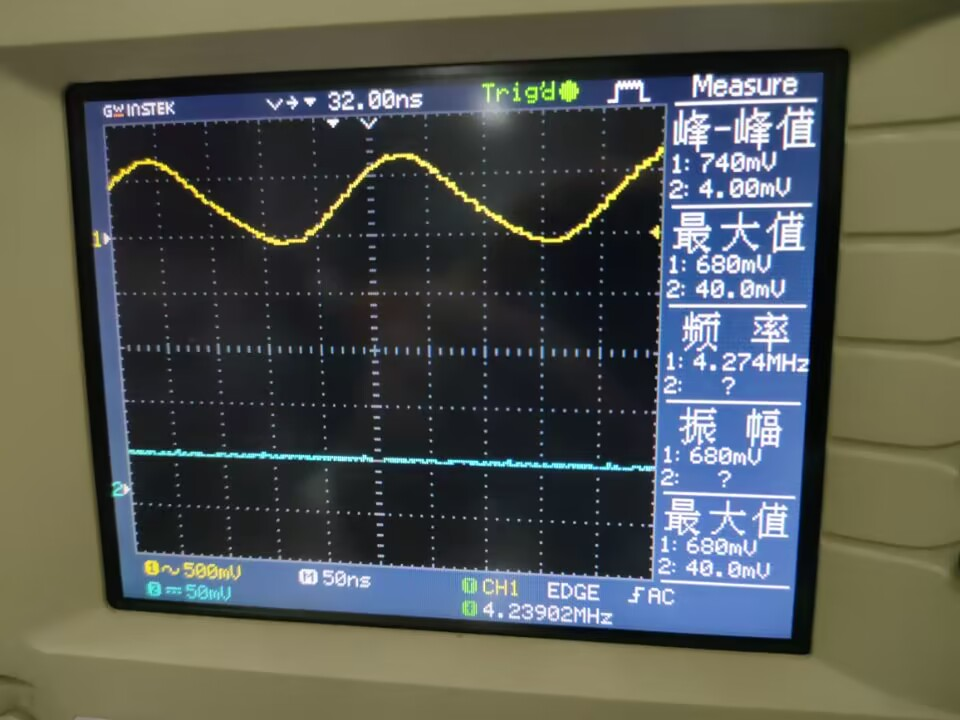 GWINSTEK 32.00ns Trig'd
Measure
峰-峰值
1: 740mV
2: 4.00mV
最大值
1: 680mV
2: 40.0mV
频 率
1: 4.274MHz
2: ?
振 幅
1: 680mV
2: ?
最大值
1: 680mV
2: 40.0mV
1
2
1 ~ 500mV M 50ns CH1 EDGE AC
2 50mV 4.23902MHz